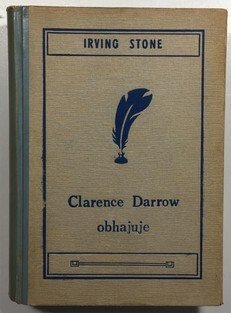 IRVING STONE
Clarence Darrow
obhajuje